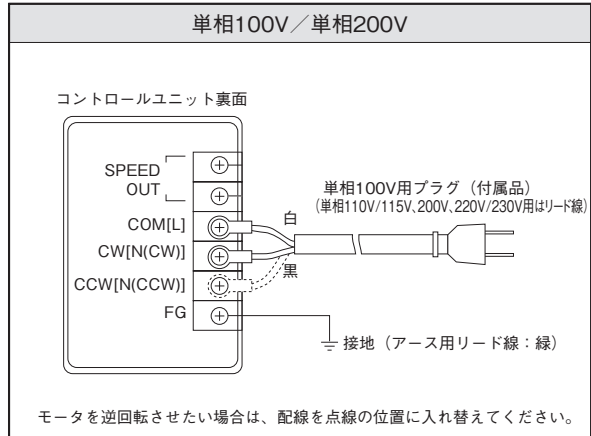 単相100V／単相200V
コントロールユニット裏面
SPEED
OUT
COM[L]
CW[N(CW)]
CCW[N(CCW)]
FG
白
黒
単相100V用プラグ（付属品）
（単相110V/115V、200V、220V/230V用はリード線）
接地（アース用リード線：緑）
モータを逆回転させたい場合は、配線を点線の位置に入れ替えてください。